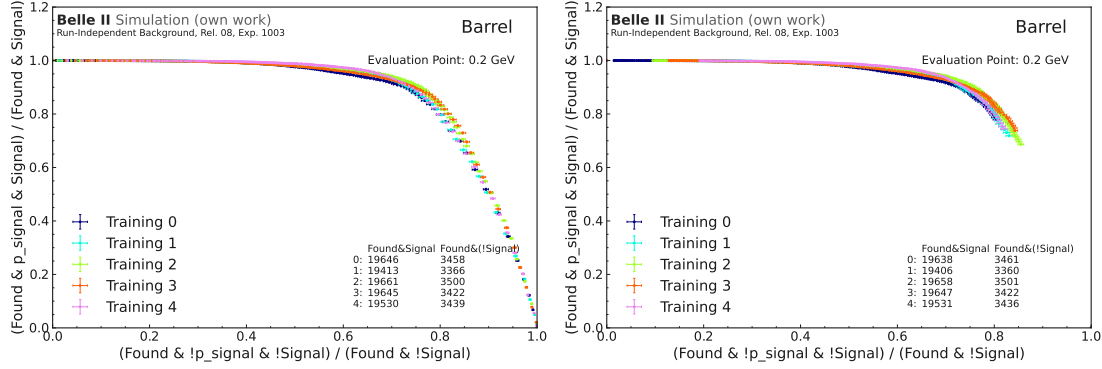 Belle II Simulation (own work)
Run-Independent Background, Rel. 08, Exp. 1003
Barrel
Evaluation Point: 0.2 GeV
(Found & p_signal & Signal) / (Found & Signal)
1.2
1.0
0.8
0.6
0.4
0.2
0.0
Training 0
Training 1
Training 2
Training 3
Training 4
Found&Signal Found&(!Signal)
0: 19646 3458
1: 19413 3366
2: 19661 3500
3: 19645 3422
4: 19530 3439
0.0 0.2 0.4 0.6 0.8 1.0
(Found & !p_signal & !Signal) / (Found & !Signal)
Belle II Simulation (own work)
Run-Independent Background, Rel. 08, Exp. 1003
Barrel
Evaluation Point: 0.2 GeV
(Found & p_signal & Signal) / (Found & Signal)
1.2
1.0
0.8
0.6
0.4
0.2
0.0
Training 0
Training 1
Training 2
Training 3
Training 4
Found&Signal Found&(!Signal)
0: 19638 3461
1: 19406 3360
2: 19658 3501
3: 19647 3422
4: 19531 3436
0.0 0.2 0.4 0.6 0.8 1.0
(Found & !p_signal & !Signal) / (Found & !Signal)